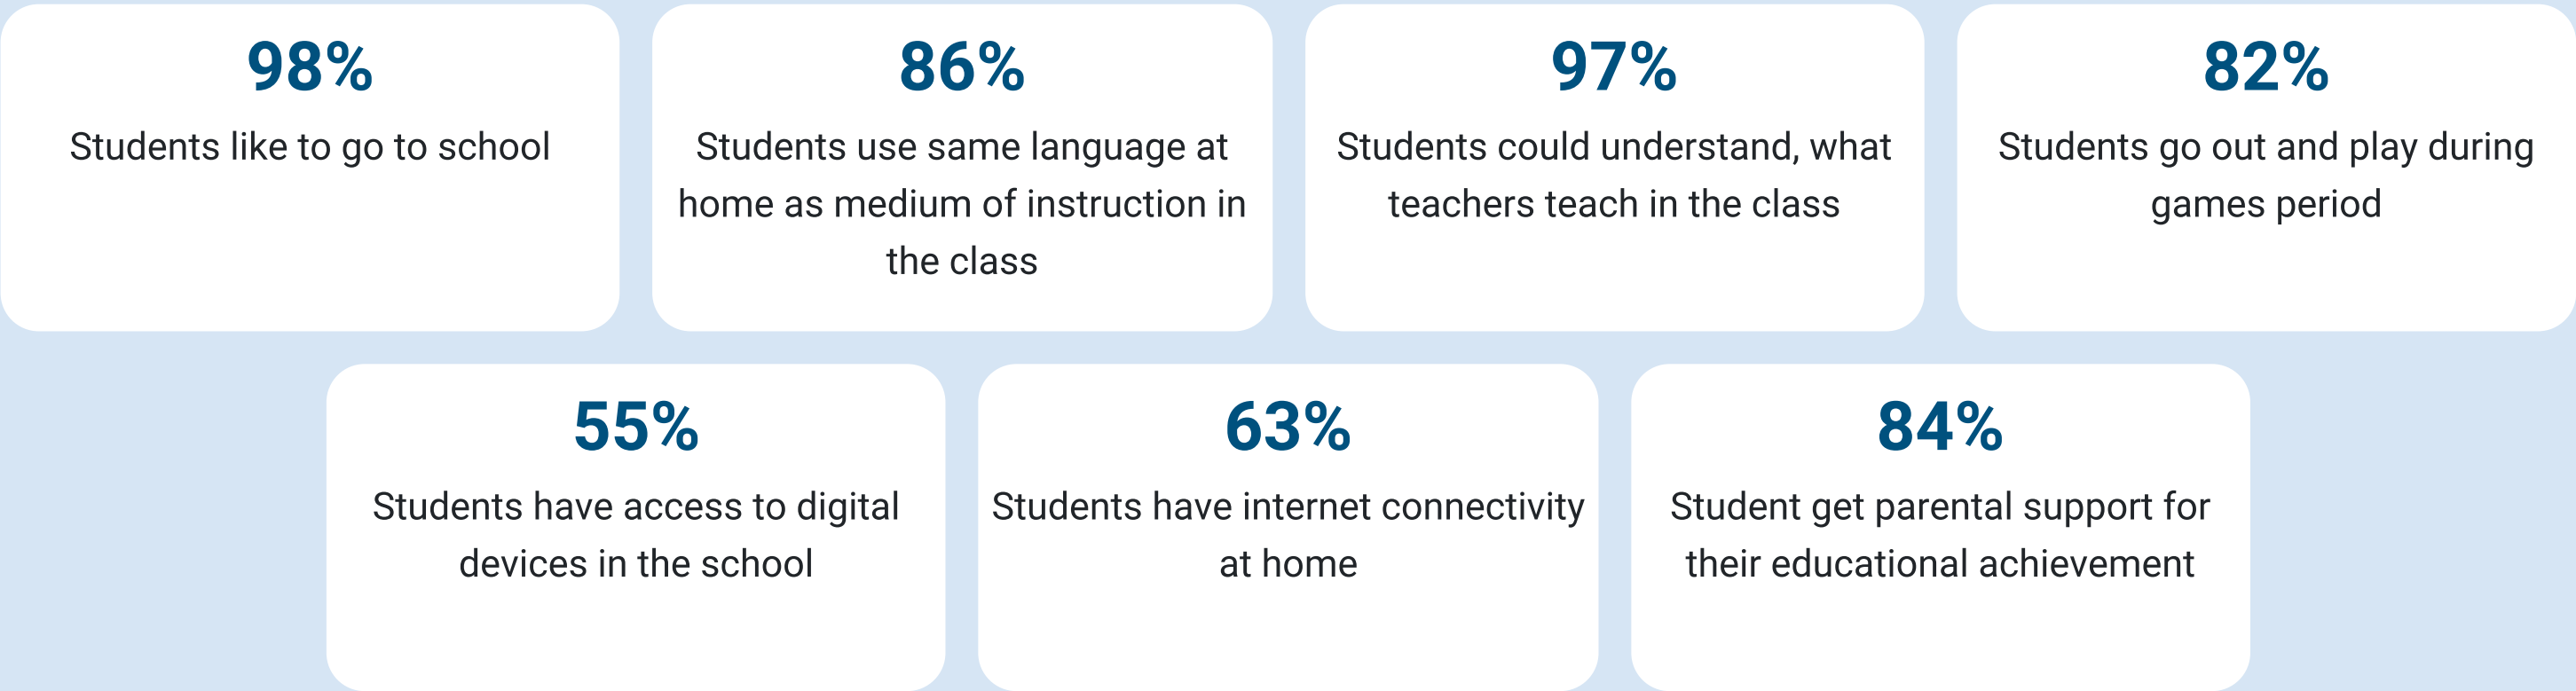 98%
Students like to go to school
86%
Students use same language at
home as medium of instruction in
the class
97%
Students could understand, what
teachers teach in the class
82%
Students go out and play during
games period
55%
Students have access to digital
devices in the school
63%
Students have internet connectivity
at home
84%
Student get parental support for
their educational achievement